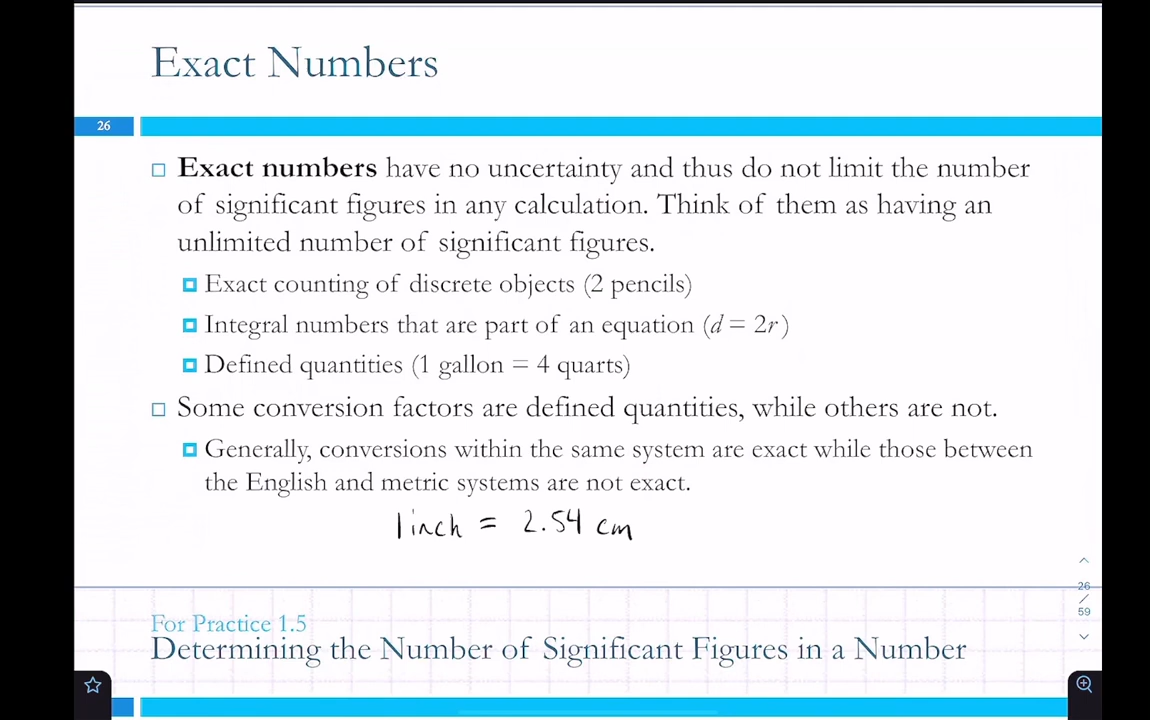 Exact Numbers
26
Exact numbers have no uncertainty and thus do not limit the number
of significant figures in any calculation. Think of them as having an
unlimited number of significant figures.
Exact counting of discrete objects (2 pencils)
Integral numbers that are part of an equation (d = 2r)
Defined quantities (1 gallon = 4 quarts)
Some conversion factors are defined quantities, while others are not.
Generally, conversions within the same system are exact while those between
the English and metric systems are not exact.
1 inch = 2.54 cm
26
/
59
For Practice 1.5
Determining the Number of Significant Figures in a Number